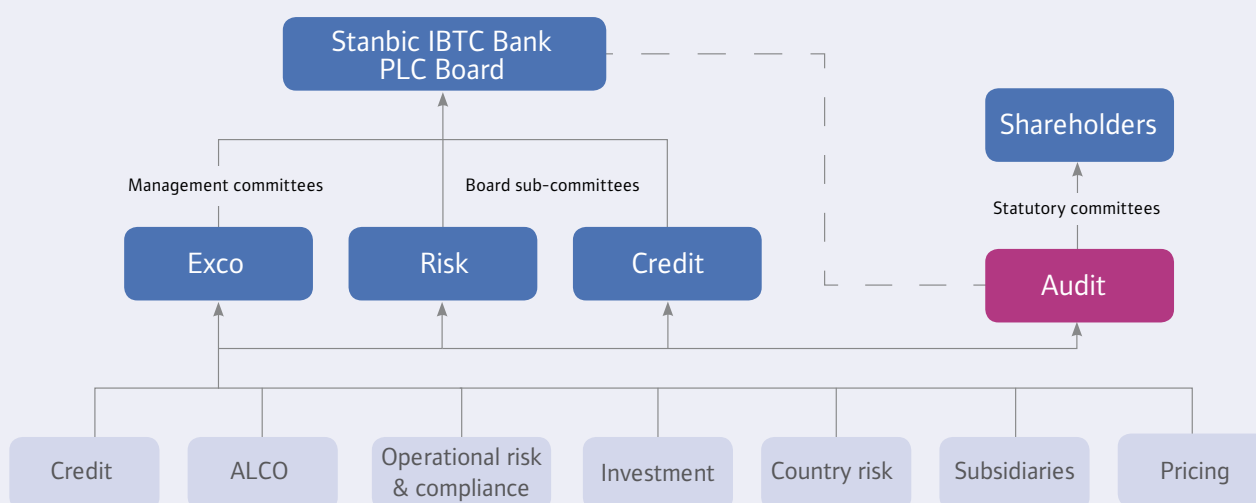 Stanbic IBTC Bank
PLC Board
Shareholders
Management committees
Board sub-committees
Statutory committees
Exco
Risk
Credit
Audit
Credit
ALCO
Operational risk
& compliance
Investment
Country risk
Subsidiaries
Pricing